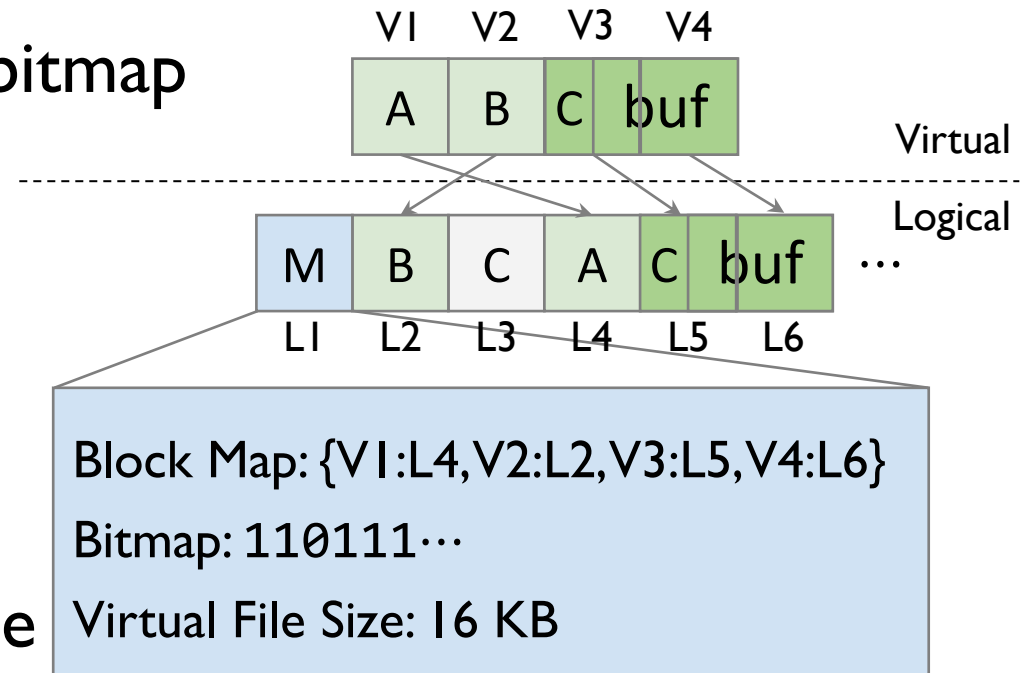 V1 V2 V3 V4
bitmap
A B C buf
Virtual
Logical
M B C A C buf ...
L1 L2 L3 L4 L5 L6
Block Map: {V1:L4,V2:L2,V3:L5,V4:L6}
Bitmap: 110111...
e Virtual File Size: 16 KB